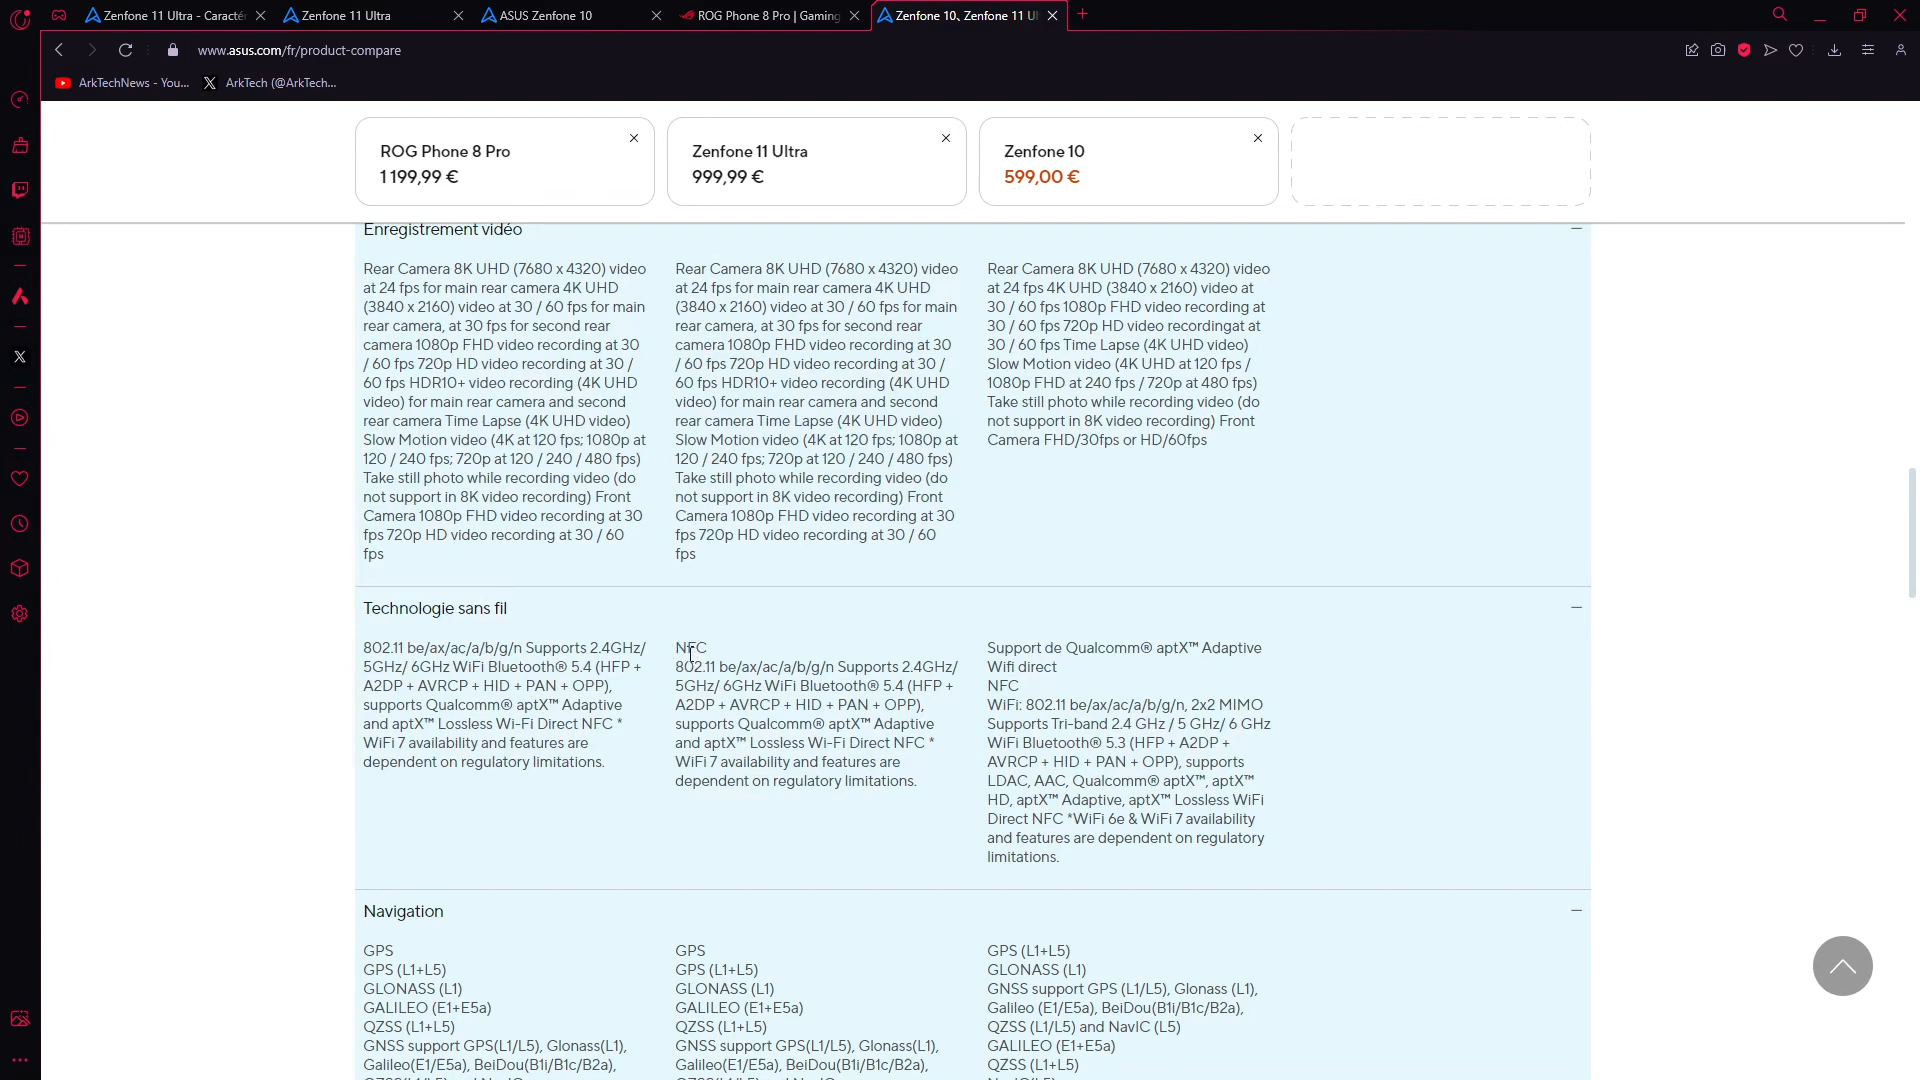 Zenfone 11 Ultra - Caracté
Zenfone 11 Ultra
ASUS Zenfone 10
ROG Phone 8 Pro | Gaming
Zenfone 10、Zenfone 11 Ul
www.asus.com/fr/product-compare
ArkTechNews - You...
ArkTech (@ArkTech...
ROG Phone 8 Pro
1 199,99 €
Zenfone 11 Ultra
999,99 €
Zenfone 10
599,00 €
Enregistrement vidéo
Rear Camera 8K UHD (7680 x 4320) video
at 24 fps for main rear camera 4K UHD
(3840 x 2160) video at 30 / 60 fps for main
rear camera, at 30 fps for second rear
camera 1080p FHD video recording at 30
/ 60 fps 720p HD video recording at 30 /
60 fps HDR10+ video recording (4K UHD
video) for main rear camera and second
rear camera Time Lapse (4K UHD video)
Slow Motion video (4K at 120 fps; 1080p at
120 / 240 fps; 720p at 120 / 240 / 480 fps)
Take still photo while recording video (do
not support in 8K video recording) Front
Camera 1080p FHD video recording at 30
fps 720p HD video recording at 30 / 60
fps
Rear Camera 8K UHD (7680 x 4320) video
at 24 fps for main rear camera 4K UHD
(3840 x 2160) video at 30 / 60 fps for main
rear camera, at 30 fps for second rear
camera 1080p FHD video recording at 30
/ 60 fps 720p HD video recording at 30 /
60 fps HDR10+ video recording (4K UHD
video) for main rear camera and second
rear camera Time Lapse (4K UHD video)
Slow Motion video (4K at 120 fps; 1080p at
120 / 240 fps; 720p at 120 / 240 / 480 fps)
Take still photo while recording video (do
not support in 8K video recording) Front
Camera 1080p FHD video recording at 30
fps 720p HD video recording at 30 / 60
fps
Rear Camera 8K UHD (7680 x 4320) video
at 24 fps 4K UHD (3840 x 2160) video at
30 / 60 fps 1080p FHD video recording at
30 / 60 fps 720p HD video recordingat at
30 / 60 fps Time Lapse (4K UHD video)
Slow Motion video (4K UHD at 120 fps /
1080p FHD at 240 fps / 720p at 480 fps)
Take still photo while recording video (do
not support in 8K video recording) Front
Camera FHD/30fps or HD/60fps
Technologie sans fil
802.11 be/ax/ac/a/b/g/n Supports 2.4GHz/
5GHz/ 6GHz WiFi Bluetooth® 5.4 (HFP +
A2DP + AVRCP + HID + PAN + OPP),
supports Qualcomm® aptX™ Adaptive
and aptX™ Lossless Wi-Fi Direct NFC *
WiFi 7 availability and features are
dependent on regulatory limitations.
NFC
802.11 be/ax/ac/a/b/g/n Supports 2.4GHz/
5GHz/ 6GHz WiFi Bluetooth® 5.4 (HFP +
A2DP + AVRCP + HID + PAN + OPP),
supports Qualcomm® aptX™ Adaptive
and aptX™ Lossless Wi-Fi Direct NFC *
WiFi 7 availability and features are
dependent on regulatory limitations.
Support de Qualcomm® aptX™ Adaptive
Wifi direct
NFC
WiFi: 802.11 be/ax/ac/a/b/g/n, 2x2 MIMO
Supports Tri-band 2.4 GHz / 5 GHz/ 6 GHz
WiFi Bluetooth® 5.3 (HFP + A2DP +
AVRCP + HID + PAN + OPP), supports
LDAC, AAC, Qualcomm® aptX™, aptX™
HD, aptX™ Adaptive, aptX™ Lossless WiFi
Direct NFC *WiFi 6e & WiFi 7 availability
and features are dependent on regulatory
limitations.
Navigation
GPS
GPS (L1+L5)
GLONASS (L1)
GALILEO (E1+E5a)
QZSS (L1+L5)
GNSS support GPS(L1/L5), Glonass(L1),
Galileo(E1/E5a), BeiDou(B1i/B1c/B2a),
GPS
GPS (L1+L5)
GLONASS (L1)
GALILEO (E1+E5a)
QZSS (L1+L5)
GNSS support GPS(L1/L5), Glonass(L1),
Galileo(E1/E5a), BeiDou(B1i/B1c/B2a),
GPS (L1+L5)
GLONASS (L1)
GNSS support GPS (L1/L5), Glonass (L1),
Galileo (E1/E5a), BeiDou(B1i/B1c/B2a),
QZSS (L1/L5) and NavIC (L5)
GALILEO (E1+E5a)
QZSS (L1+L5)